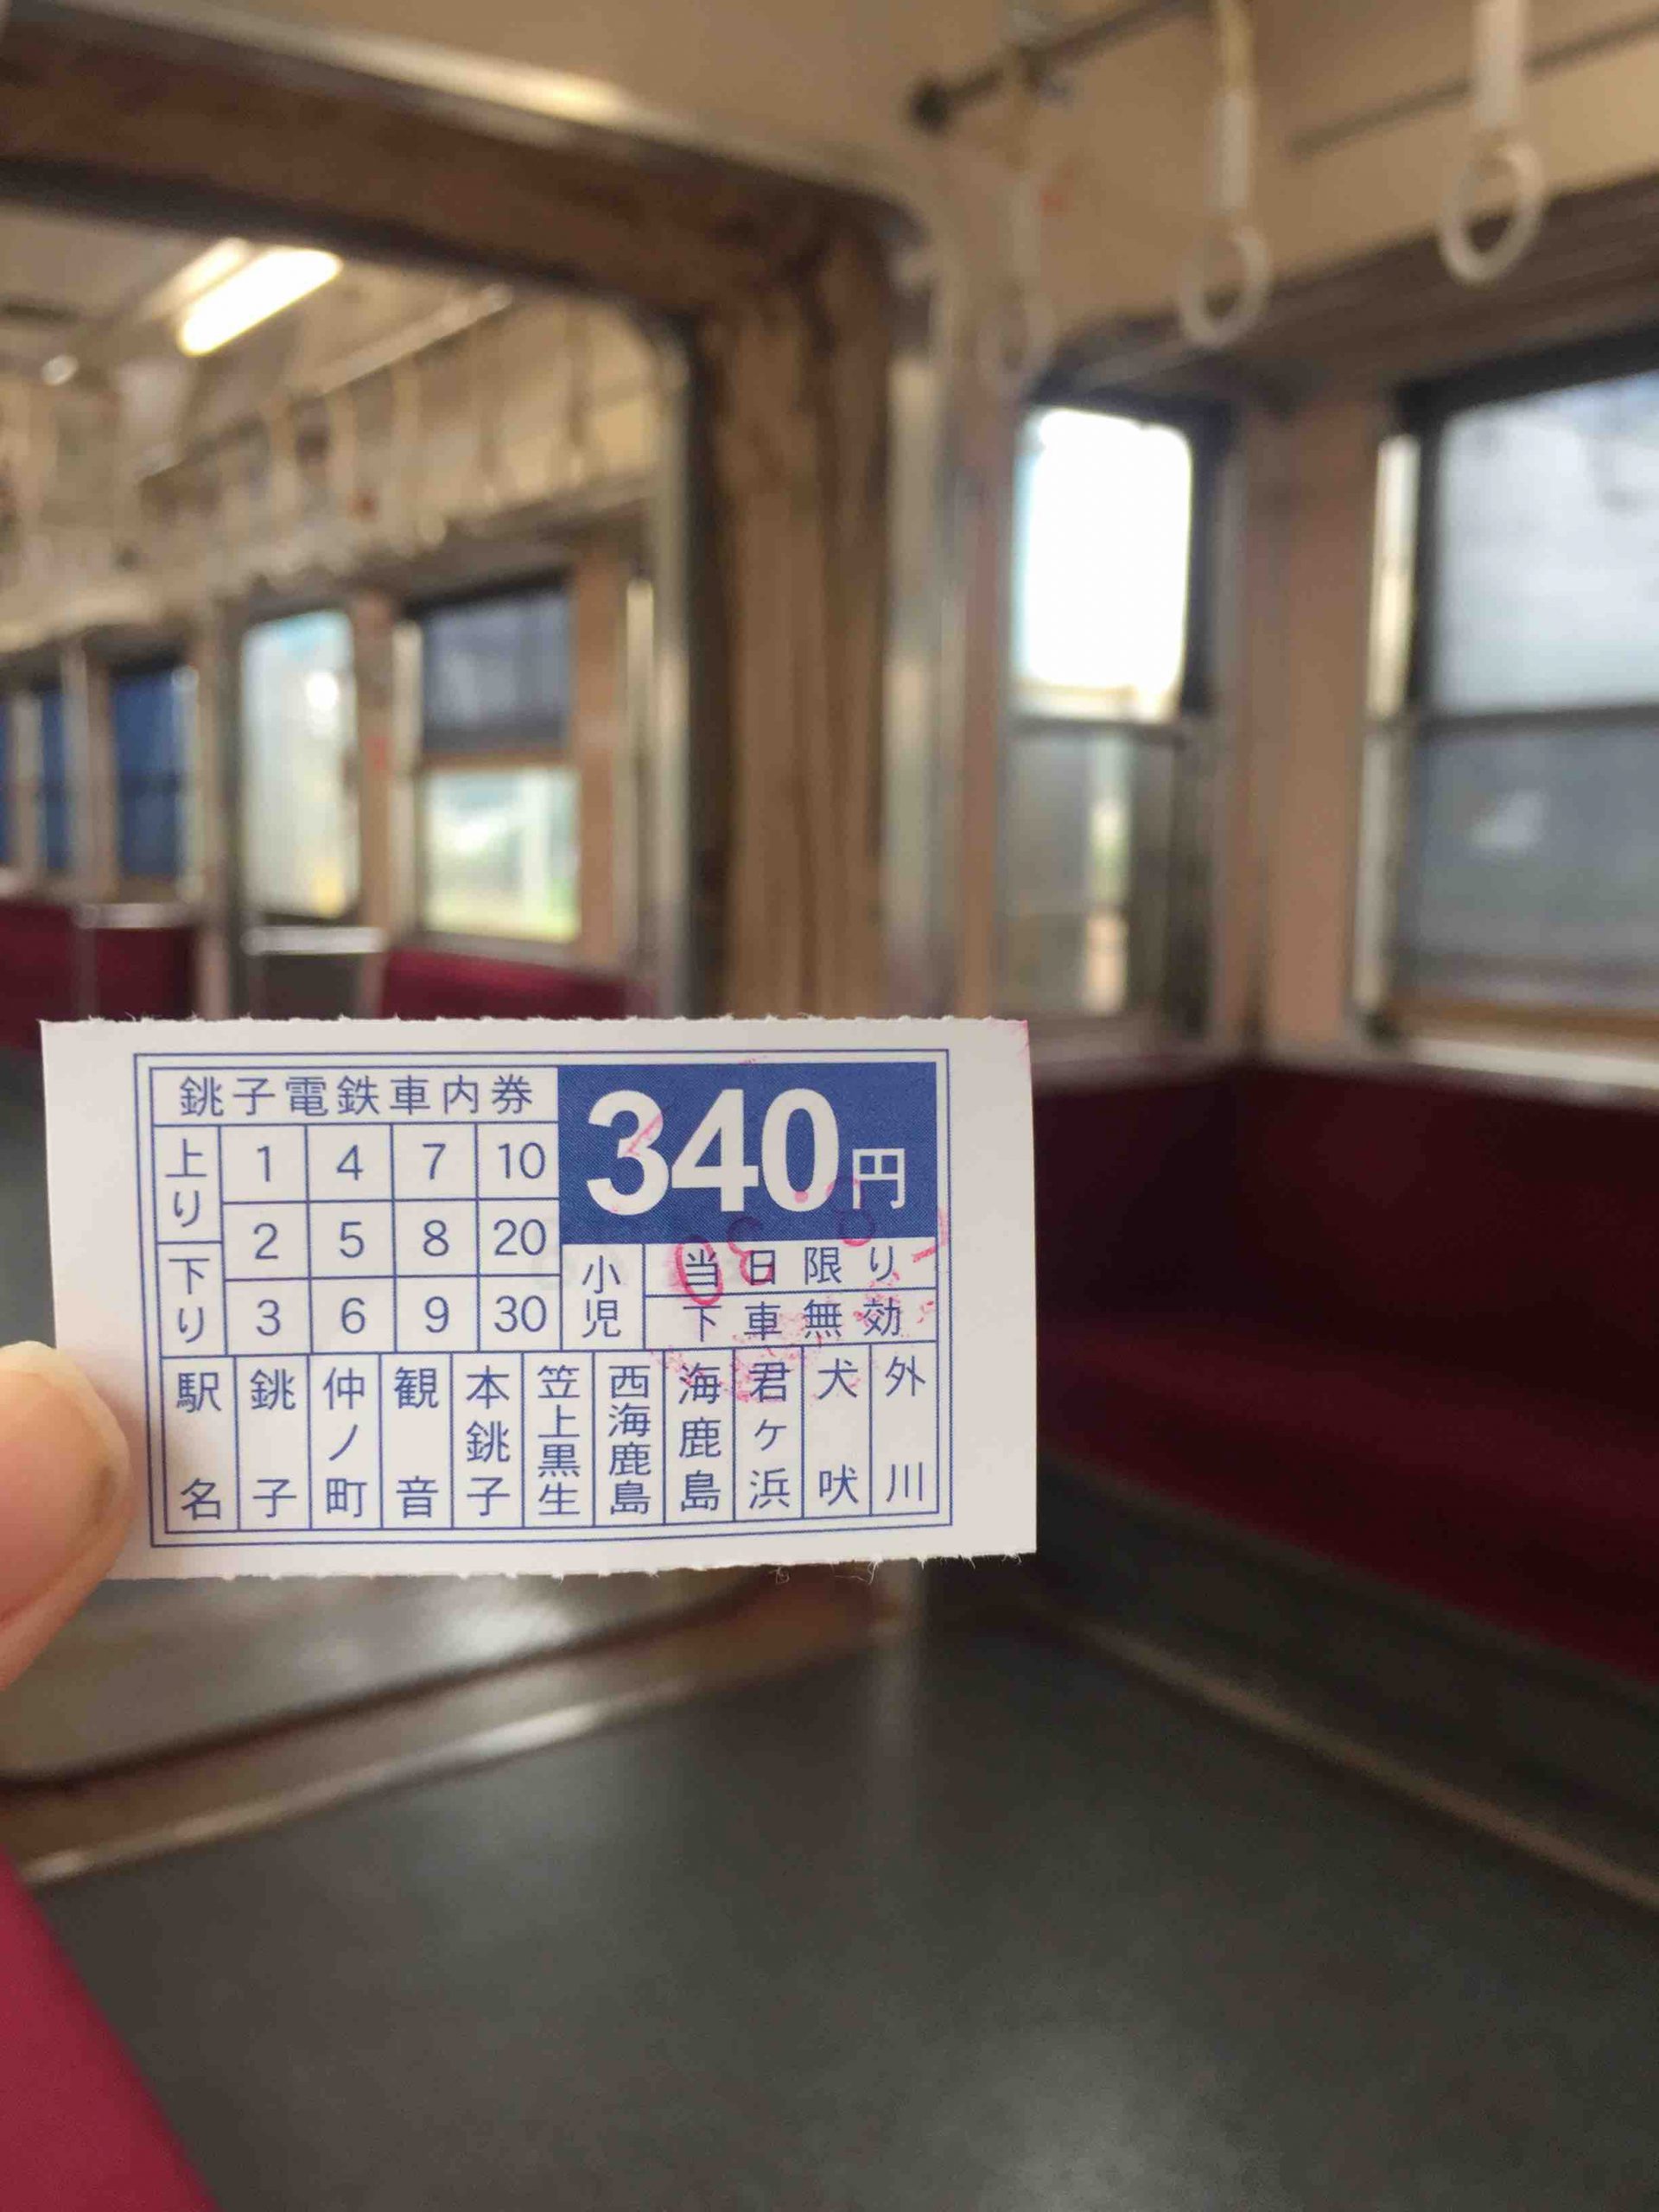 銚子電鉄車内券
340円
上り
下り
1 4 7 10
2 5 8 20
3 6 9 30
小児
当日限り
下車無効
駅名
銚子
仲ノ町
観音
本銚子
笠上黒生
西海鹿島
海鹿島
君ヶ浜
犬吠
外川